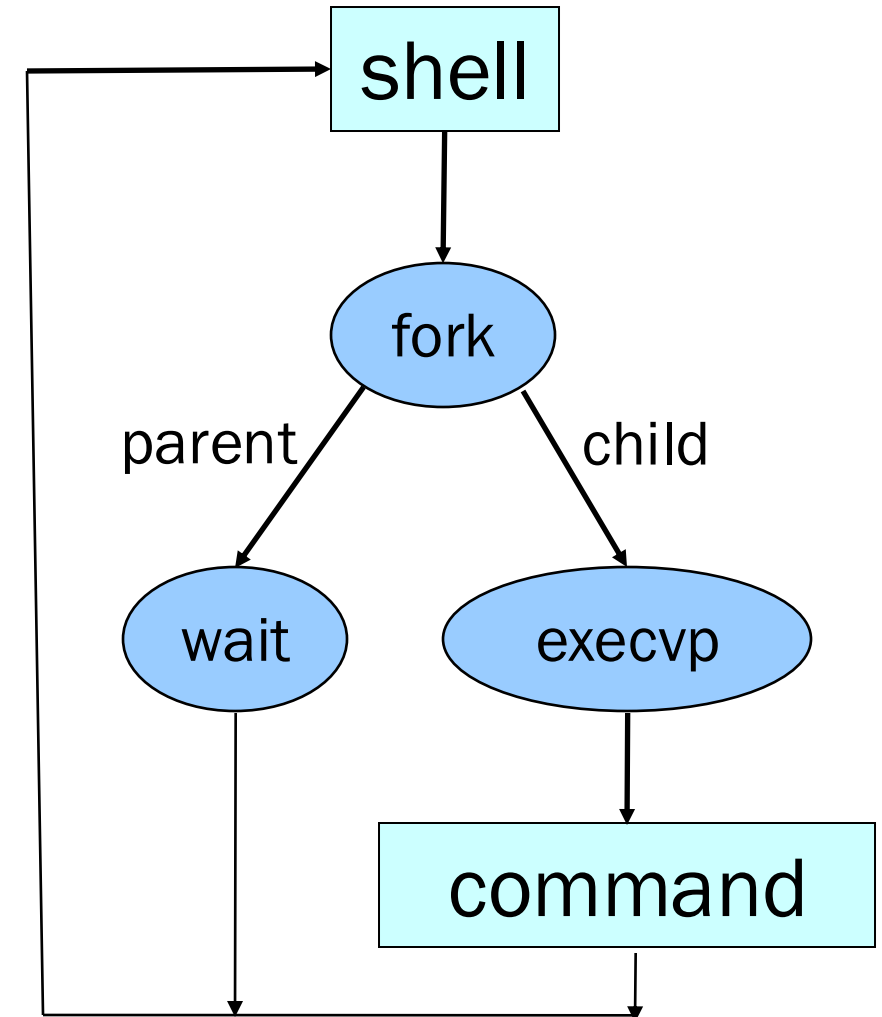 shell
fork
parent
child
wait
execvp
command